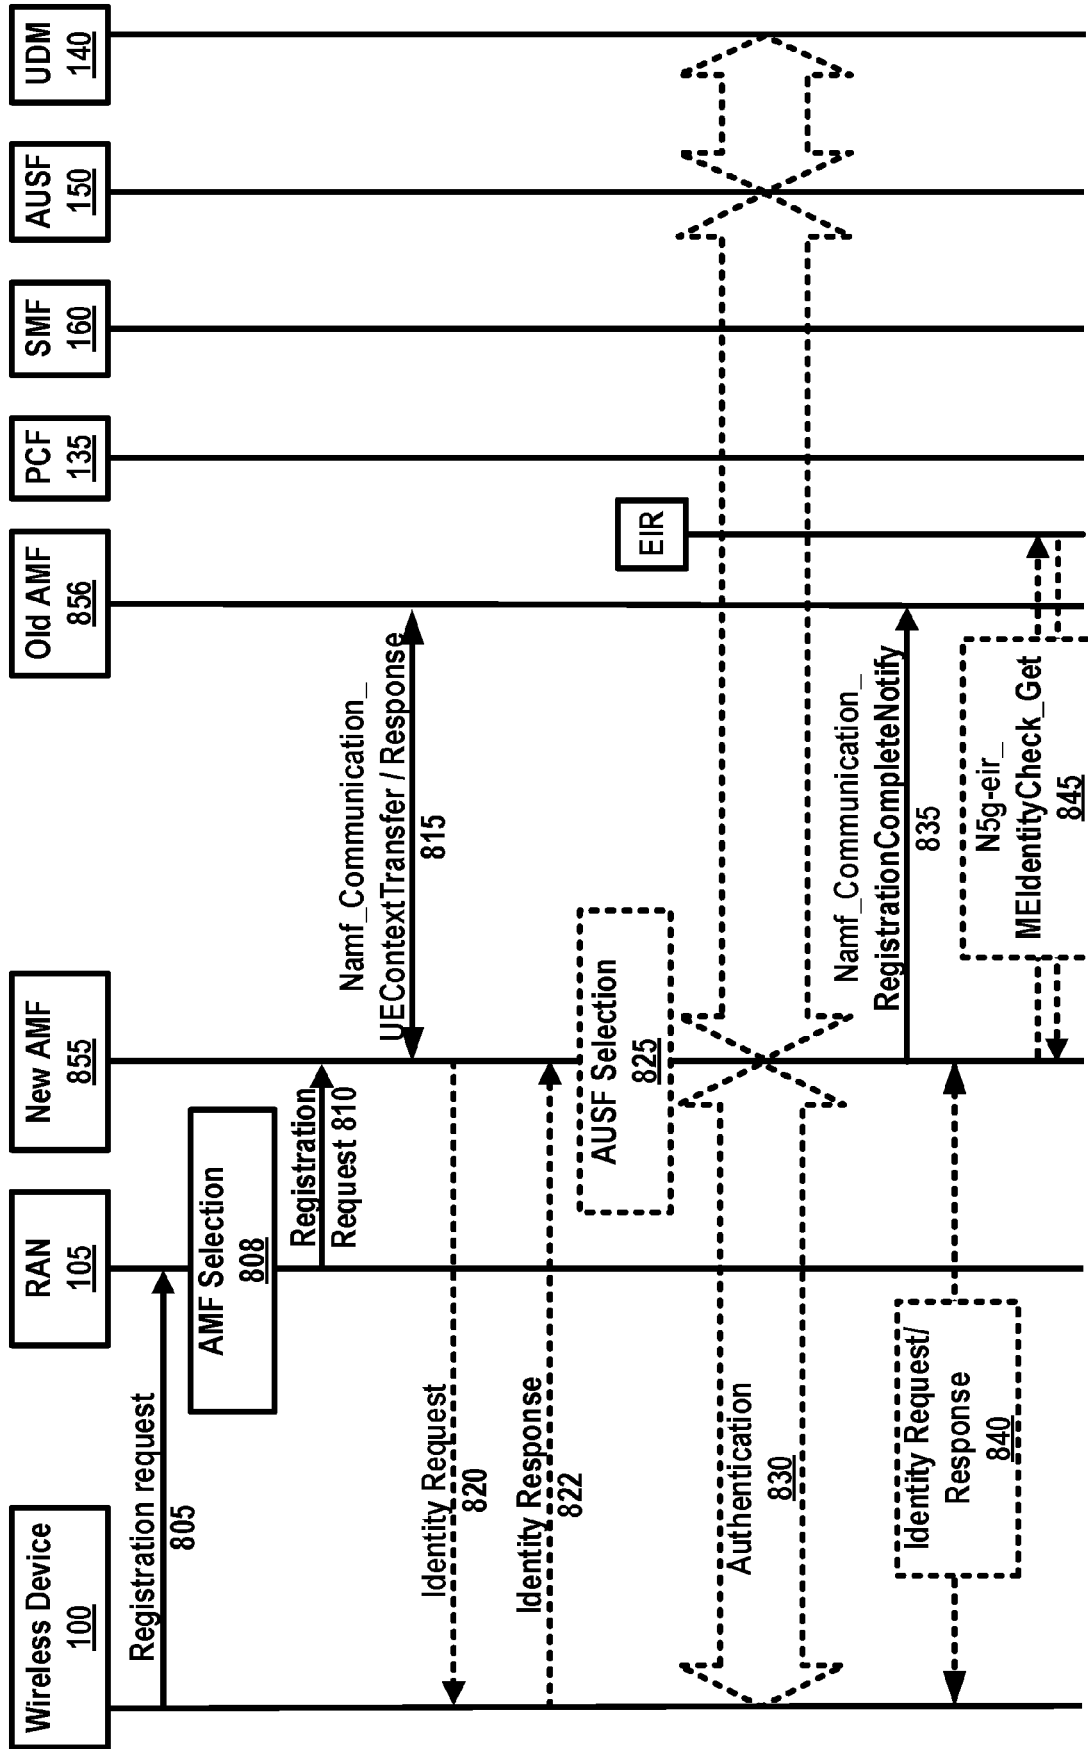 Wireless Device
100
RAN
105
New AMF
855
Old AMF
856
PCF
135
SMF
160
AUSF
150
UDM
140
Registration request
805
AMF Selection
808
Registration
Request 810
Namf_Communication_
UEContextTransfer / Response
815
Identity Request
820
Identity Response
822
AUSF Selection
825
EIR
Authentication
830
Namf_Communication_
RegistrationCompleteNotify
835
Identity Request/
Response
840
N5g-eir_
MEIdentityCheck_Get
845